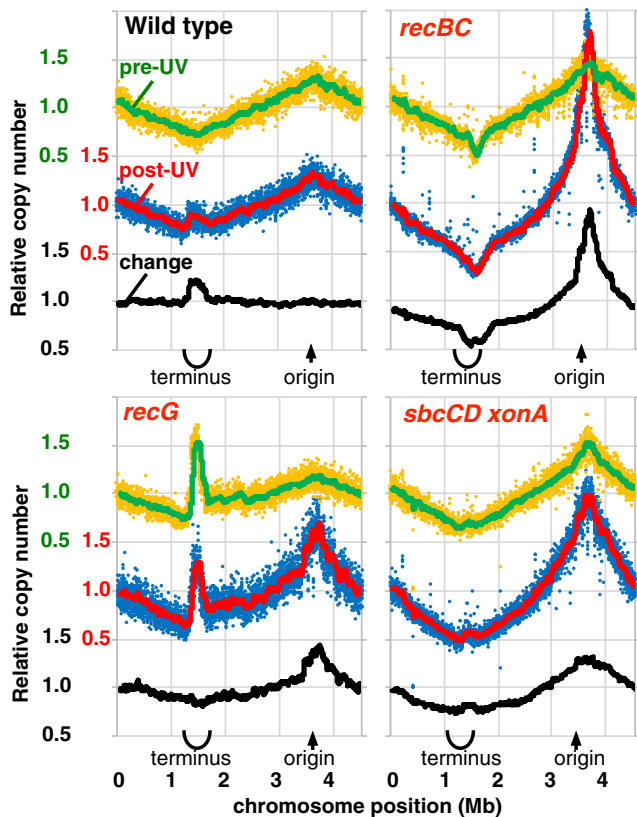 Wild type
recBC
Relative copy number
1.5
1.0
0.5
pre-UV
1.5
1.0
0.5
post-UV
1.5
1.0
0.5
change
terminus
origin
terminus
origin
recG
sbcCD xonA
Relative copy number
1.5
1.0
0.5
1.5
1.0
0.5
1.5
1.0
0.5
terminus
origin
terminus
origin
0 1 2 3 4
0 1 2 3 4
chromosome position (Mb)